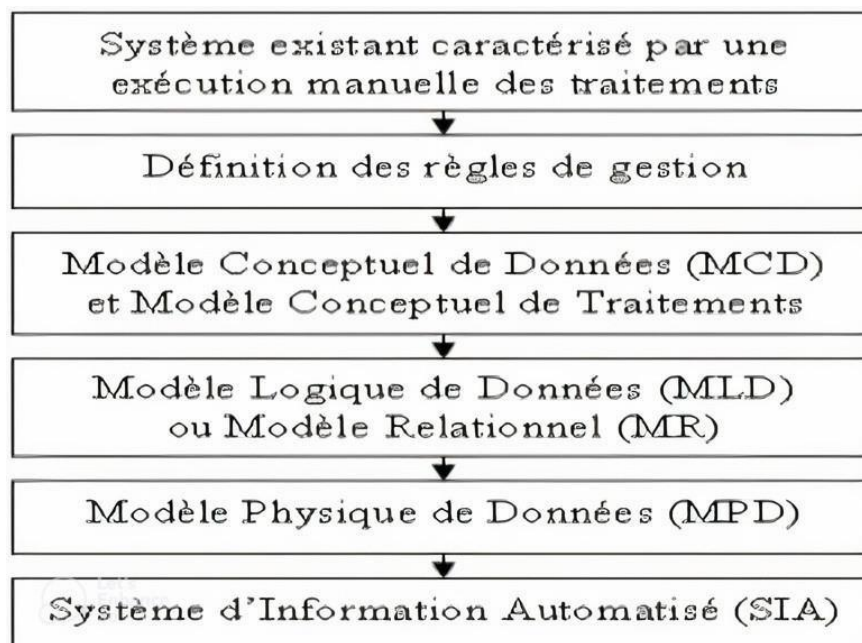 Système existant caractérisé par une
exécution manuelle des traitements
Définition des règles de gestion
Modèle Conceptuel de Données (MCD)
et Modèle Conceptuel de Traitements
Modèle Logique de Données (MLD)
ou Modèle Relationnel (MR)
Modèle Physique de Données (MPD)
Système d'Information Automatisé (SIA)